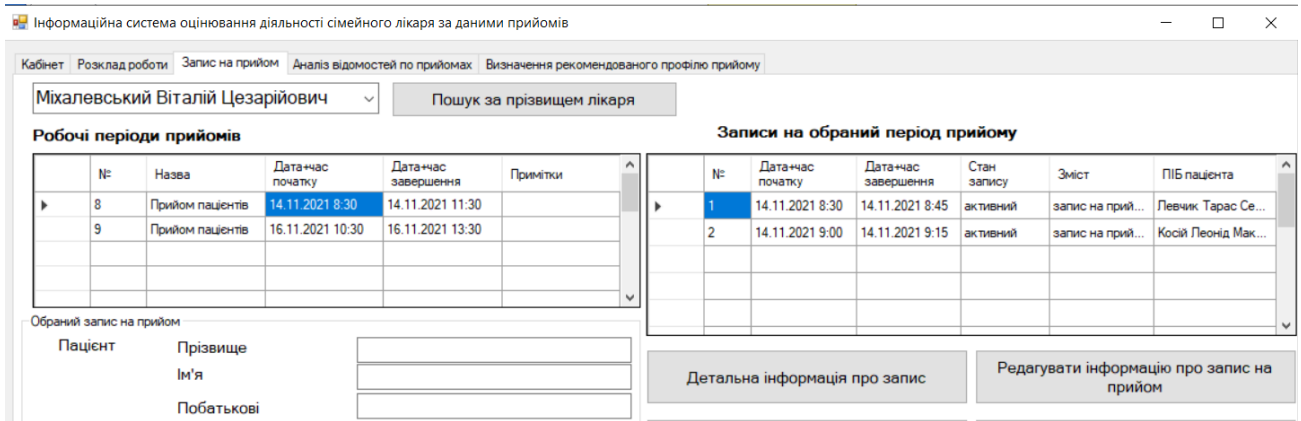 Інформаційна система оцінювання діяльності сімейного лікаря за даними прийомів
Кабінет Розклад роботи Запис на прийом Аналіз відомостей по прийомах Визначення рекомендованого профілю прийому
Міхалевський Віталій Цезарійович Пошук за прізвищем лікаря
Робочі періоди прийомів
№ Назва Дата+час початку Дата+час завершення Примітки
8 Прийом пацієнтів 14.11.2021 8:30 14.11.2021 11:30
9 Прийом пацієнтів 16.11.2021 10:30 16.11.2021 13:30
Записи на обраний період прийому
№ Дата+час початку Дата+час завершення Стан запису Зміст ПІБ пацієнта
1 14.11.2021 8:30 14.11.2021 8:45 активний запис на прий... Левчик Тарас Се...
2 14.11.2021 9:00 14.11.2021 9:15 активний запис на прий... Косій Леонід Мак...
Обраний запис на прийом
Пацієнт Прізвище
Ім'я
Побатькові
Детальна інформація про запис
Редагувати інформацію про запис на
прийом